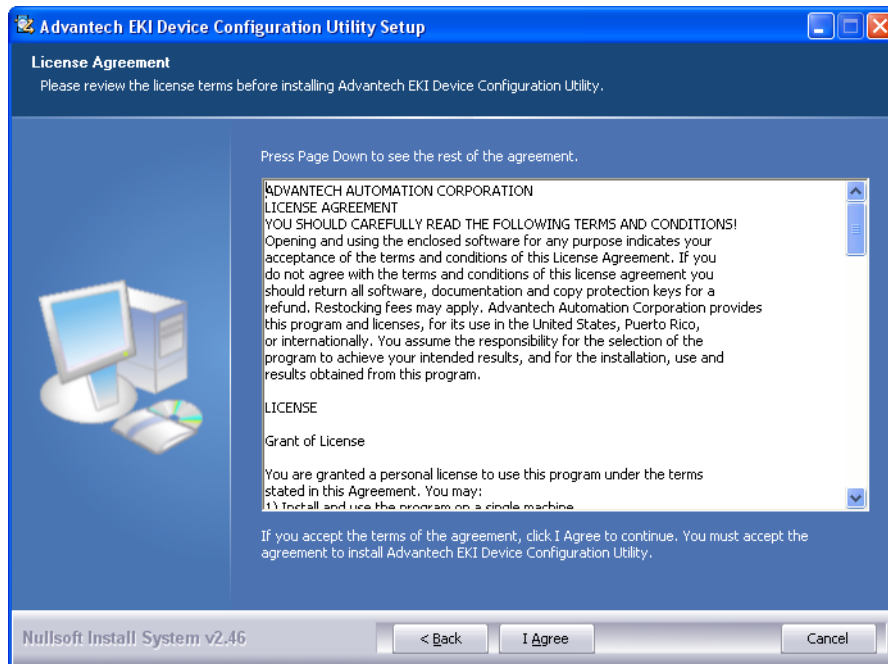 Advantech EKI Device Configuration Utility Setup
License Agreement
Please review the license terms before installing Advantech EKI Device Configuration Utility.
Press Page Down to see the rest of the agreement.
ADVANTECH AUTOMATION CORPORATION
LICENSE AGREEMENT
YOU SHOULD CAREFULLY READ THE FOLLOWING TERMS AND CONDITIONS!
Opening and using the enclosed software for any purpose indicates your
acceptance of the terms and conditions of this License Agreement. If you
do not agree with the terms and conditions of this license agreement you
should return all software, documentation and copy protection keys for a
refund. Restocking fees may apply. Advantech Automation Corporation provides
this program and licenses, for its use in the United States, Puerto Rico,
or internationally. You assume the responsibility for the selection of the
program to achieve your intended results, and for the installation, use and
results obtained from this program.
LICENSE
Grant of License
You are granted a personal license to use this program under the terms
stated in this Agreement. You may:
1) Install and use the program on a single machine
If you accept the terms of the agreement, click I Agree to continue. You must accept the
agreement to install Advantech EKI Device Configuration Utility.
Nullsoft Install System v2.46
< Back
I Agree
Cancel